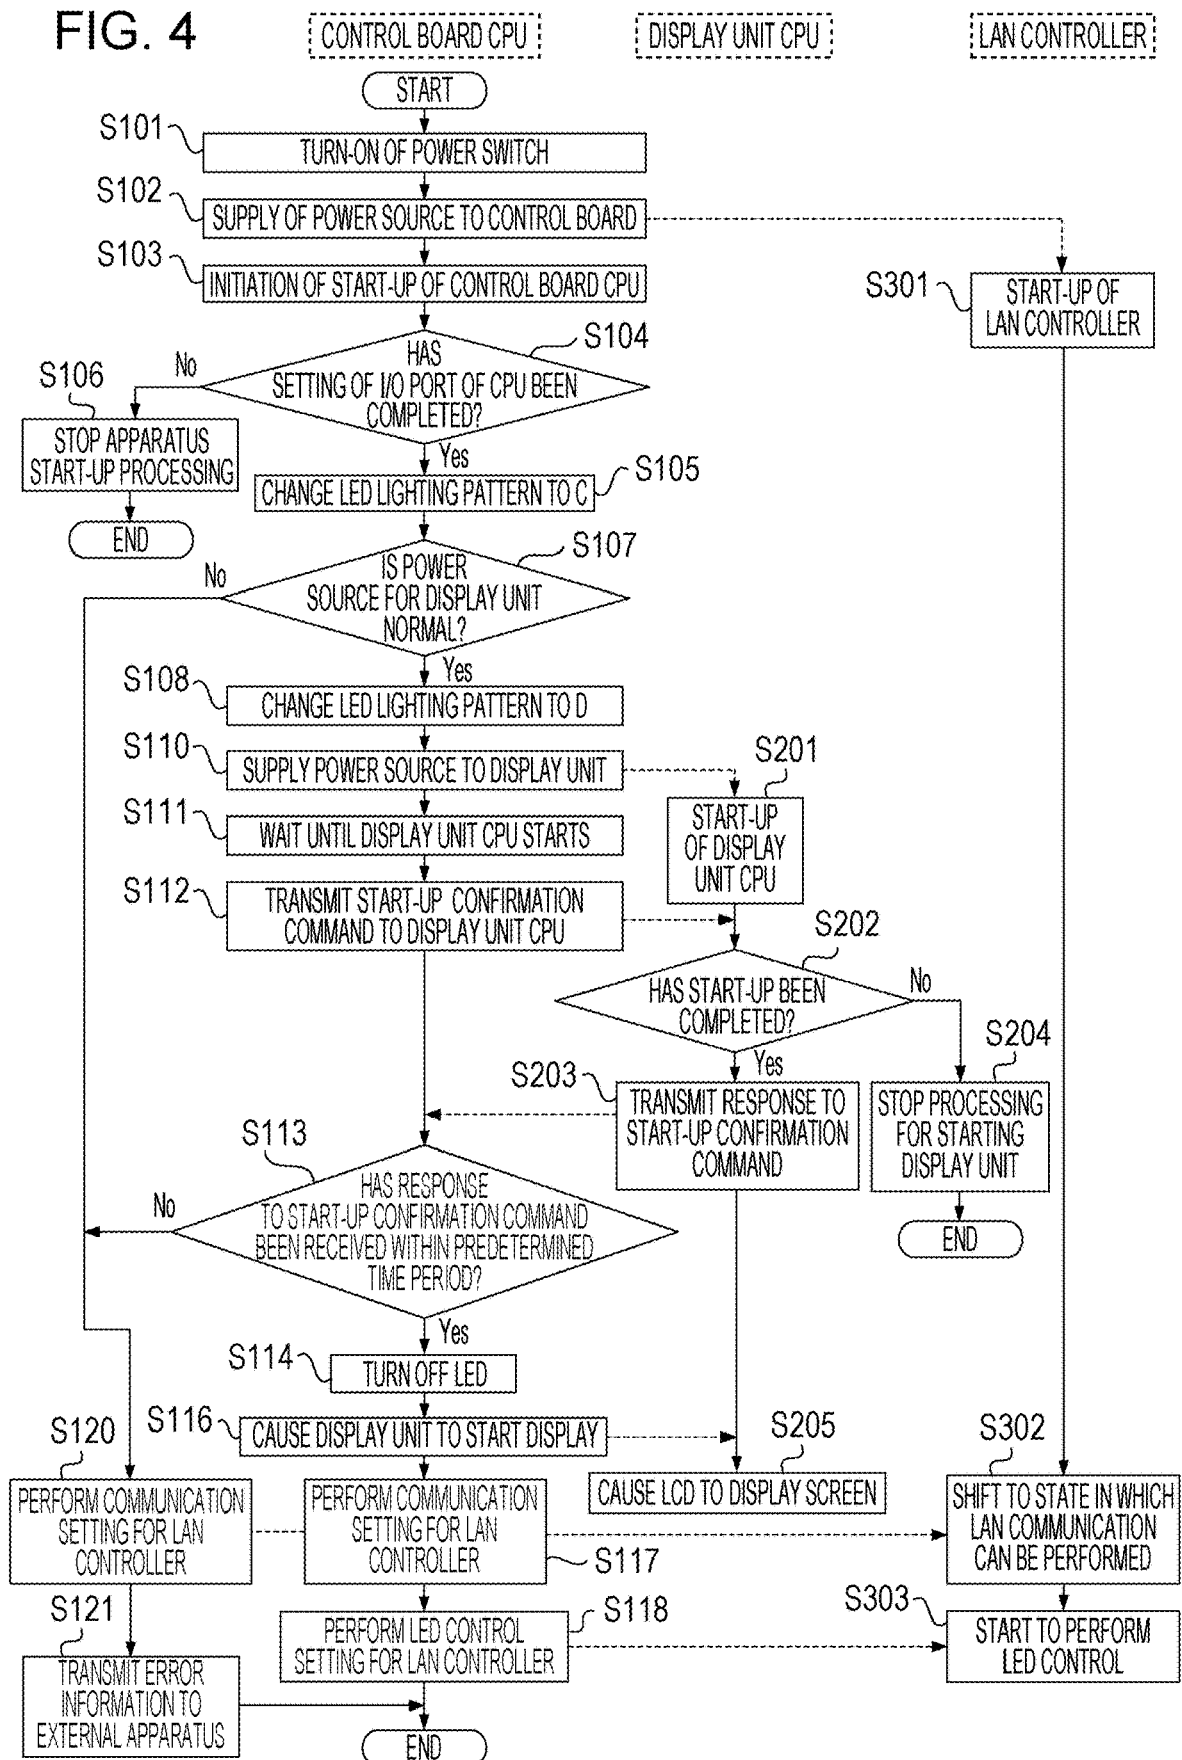 FIG. 4
CONTROL BOARD CPU
DISPLAY UNIT CPU
LAN CONTROLLER
START
S101
TURN-ON OF POWER SWITCH
S102
SUPPLY OF POWER SOURCE TO CONTROL BOARD
S103
INITIATION OF START-UP OF CONTROL BOARD CPU
S301
START-UP OF
LAN CONTROLLER
S104
HAS
SETTING OF I/O PORT OF CPU BEEN
COMPLETED?
No
S106
STOP APPARATUS
START-UP PROCESSING
END
Yes
S105
CHANGE LED LIGHTING PATTERN TO C
S107
IS POWER
SOURCE FOR DISPLAY UNIT
NORMAL?
No
Yes
S108
CHANGE LED LIGHTING PATTERN TO D
S110
SUPPLY POWER SOURCE TO DISPLAY UNIT
S201
START-UP
OF DISPLAY
UNIT CPU
S111
WAIT UNTIL DISPLAY UNIT CPU STARTS
S112
TRANSMIT START-UP CONFIRMATION
COMMAND TO DISPLAY UNIT CPU
S202
HAS START-UP BEEN
COMPLETED?
No
Yes
S204
STOP PROCESSING
FOR STARTING
DISPLAY UNIT
END
S203
TRANSMIT RESPONSE TO
START-UP CONFIRMATION
COMMAND
S113
HAS RESPONSE
TO START-UP CONFIRMATION COMMAND
BEEN RECEIVED WITHIN PREDETERMINED
TIME PERIOD?
No
Yes
S114
TURN OFF LED
S116
CAUSE DISPLAY UNIT TO START DISPLAY
S205
CAUSE LCD TO DISPLAY SCREEN
S120
PERFORM COMMUNICATION
SETTING FOR LAN
CONTROLLER
PERFORM COMMUNICATION
SETTING FOR LAN
CONTROLLER
S117
S302
SHIFT TO STATE IN WHICH
LAN COMMUNICATION
CAN BE PERFORMED
S121
TRANSMIT ERROR
INFORMATION TO
EXTERNAL APPARATUS
S118
PERFORM LED CONTROL
SETTING FOR LAN CONTROLLER
S303
START TO PERFORM
LED CONTROL
END